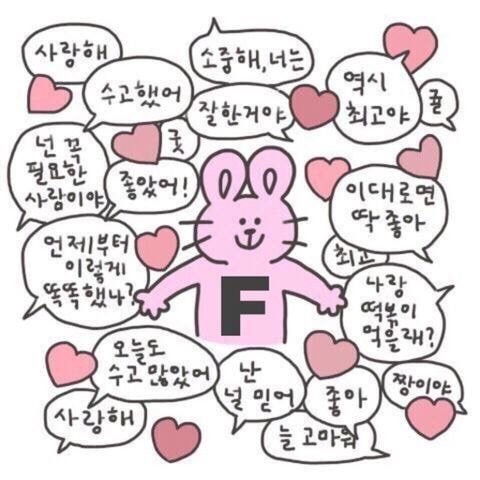 사랑해
소중해, 너는
역시
최고야
수고했어
잘한거야
귤
굿
넌 꼭
필요한
사람이야
좋았어!
이대로면
딱 좋아
언제부터
이렇게
똑똑했나?
최고
F
나랑
떡볶이
먹을래?
오늘도
수고 많았어
난
널 믿어
좋아
짱이야
사랑해
늘 고마워